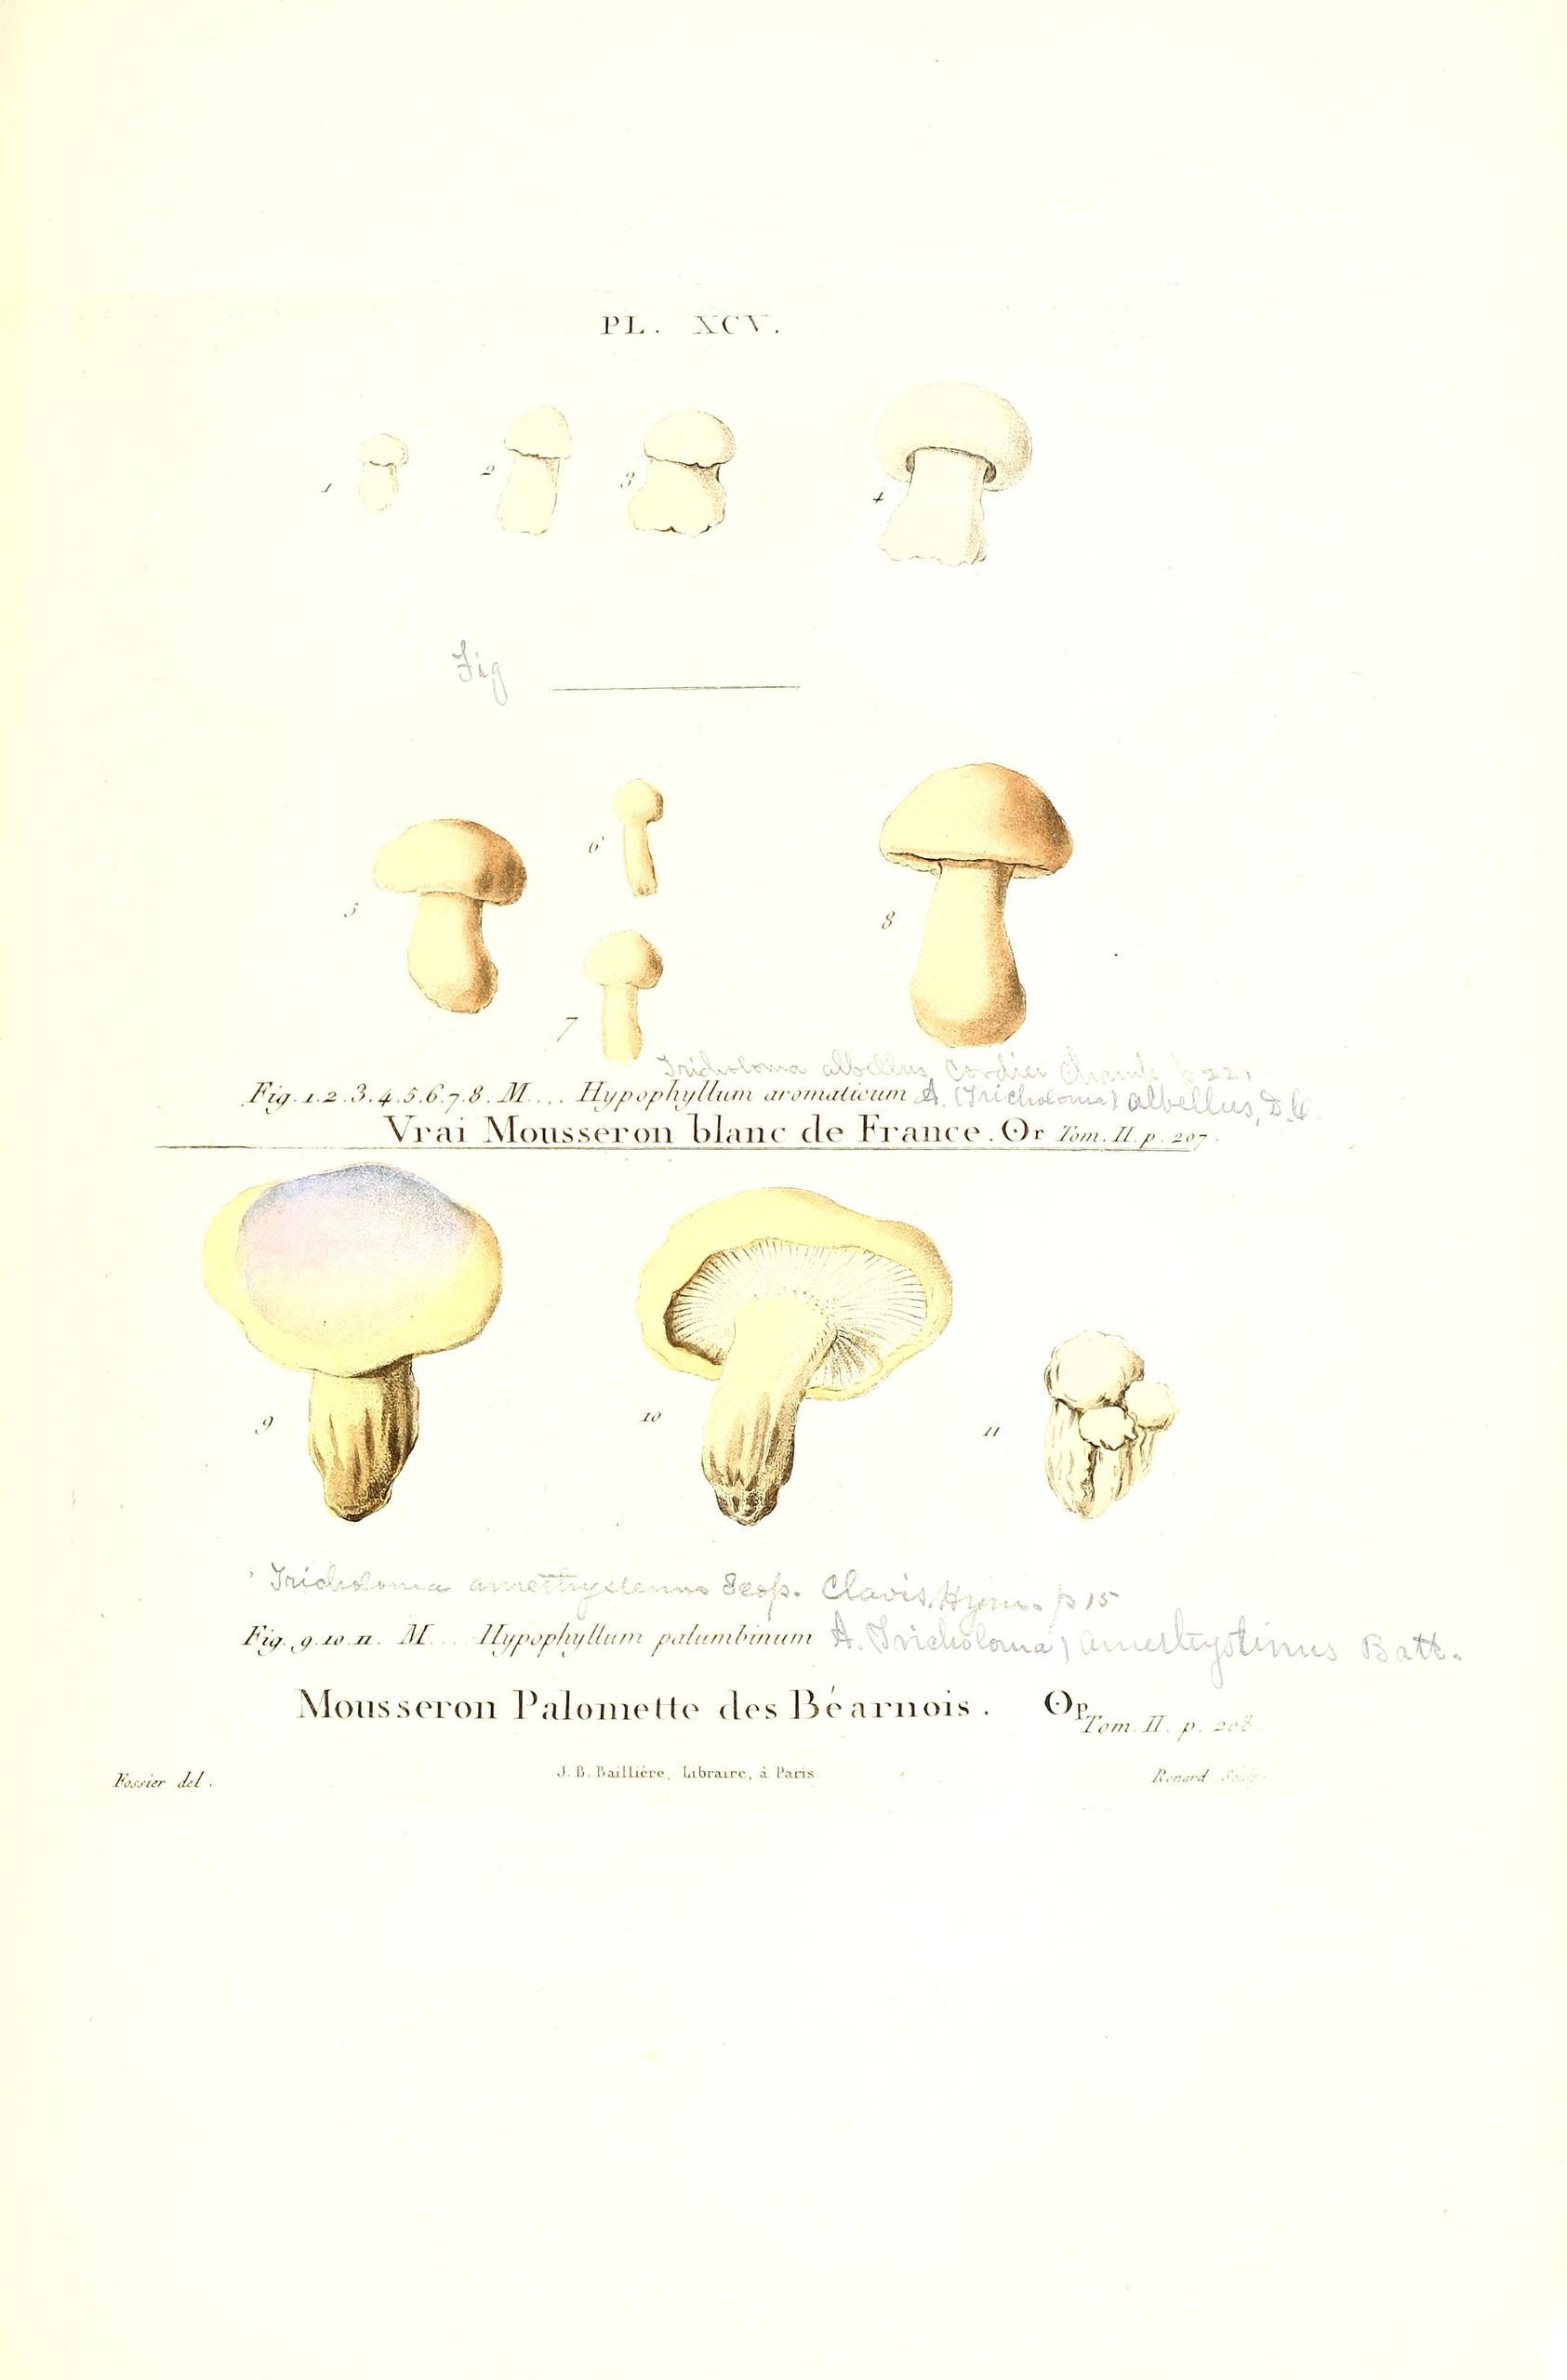 PL. XCV.
1
2
3
4
Fig
5
6
7
8
Tricholoma albellus Cordier Champ. p 221
Fig. 1.2.3.4.5.6.7.8. M.... Hypophyllum aromaticum A. (Tricholoma) albellus, D C.
Vrai Mousseron blanc de France. Or Tom. II. p. 207.
9
10
11
Tricholoma amethystenus Scop. Clavis Hym. p 15
Fig. 9.10.11. M... Hypophyllum palumbinum A. (Tricholoma) amethystinus Batt.
Mousseron Palomette des Béarnois. Op. Tom. II. p. 208.
Fossier del.
J. B. Baillière, Libraire, à Paris.
Renard Sculp.